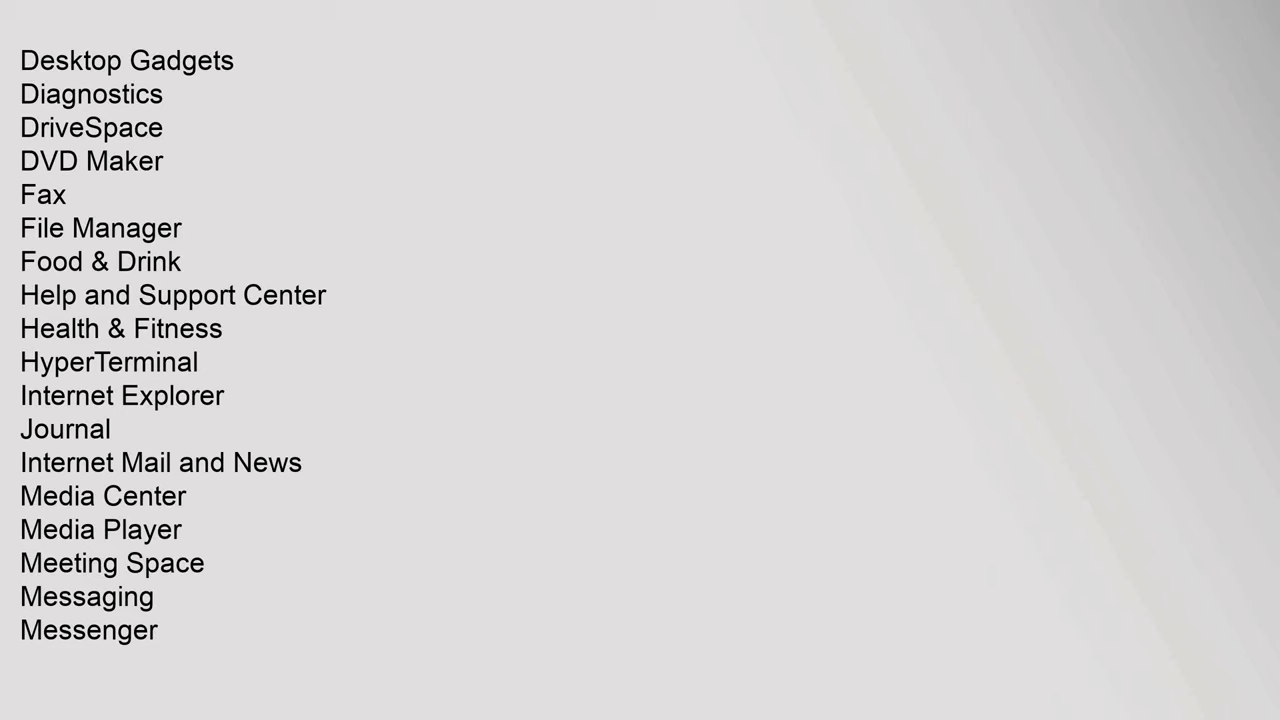 Desktop Gadgets
Diagnostics
DriveSpace
DVD Maker
Fax
File Manager
Food & Drink
Help and Support Center
Health & Fitness
HyperTerminal
Internet Explorer
Journal
Internet Mail and News
Media Center
Media Player
Meeting Space
Messaging
Messenger